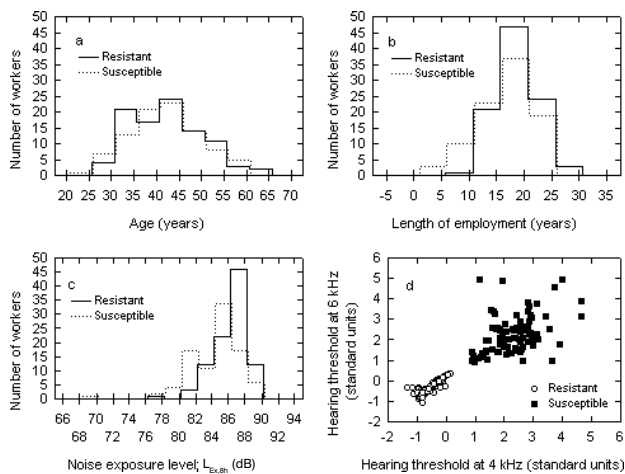 50
45
40
35
30
25
20
15
10
5
0
Number of workers
a
Resistant
Susceptible
20 25 30 35 40 45 50 55 60 65 70
Age (years)
50
45
40
35
30
25
20
15
10
5
0
Number of workers
b
Resistant
Susceptible
-5 0 5 10 15 20 25 30 35
Length of employment (years)
50
45
40
35
30
25
20
15
10
5
0
Number of workers
c
Resistant
Susceptible
66 70 74 78 82 86 90 94
68 72 76 80 84 88 92
Noise exposure level; LEx,8h (dB)
6
5
4
3
2
1
0
-1
-2
Hearing threshold at 6 kHz
(standard units)
d
Resistant
Susceptible
-2 -1 0 1 2 3 4 5 6
Hearing threshold at 4 kHz (standard units)